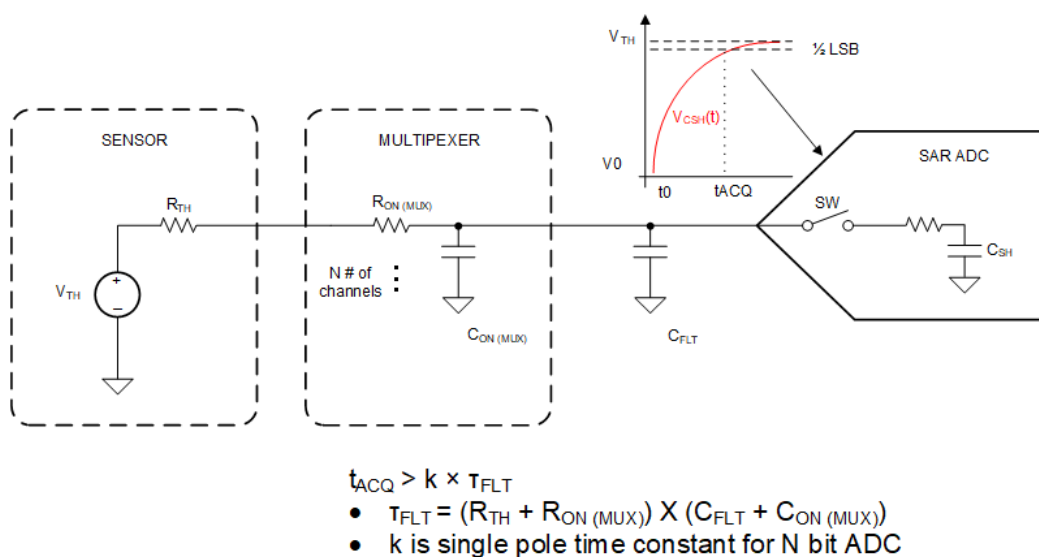 V TH
½ LSB
VCSH(t)
V0
t0
tACQ
SENSOR
MULTIPEXER
SAR ADC
RTH
RON (MUX)
SW
CSH
VTH
+
−
N # of
channels
CON (MUX)
CFLT
tACQ > k × τFLT
• τFLT = (RTH + RON (MUX)) X (CFLT + CON (MUX))
• k is single pole time constant for N bit ADC